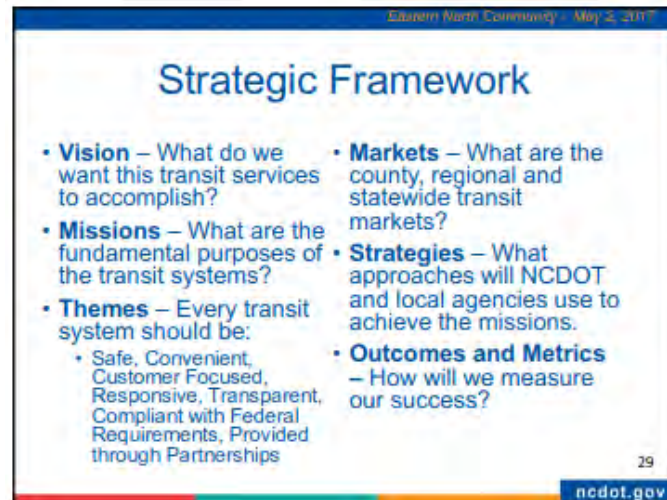 Eastern North Community - May 2, 2017
Strategic Framework
• Vision – What do we
want this transit services
to accomplish?
• Missions – What are the
fundamental purposes of
the transit systems?
• Themes – Every transit
system should be:
• Safe, Convenient,
Customer Focused,
Responsive, Transparent,
Compliant with Federal
Requirements, Provided
through Partnerships
• Markets – What are the
county, regional and
statewide transit
markets?
• Strategies – What
approaches will NCDOT
and local agencies use to
achieve the missions.
• Outcomes and Metrics
– How will we measure
our success?
29
ncdot.gov